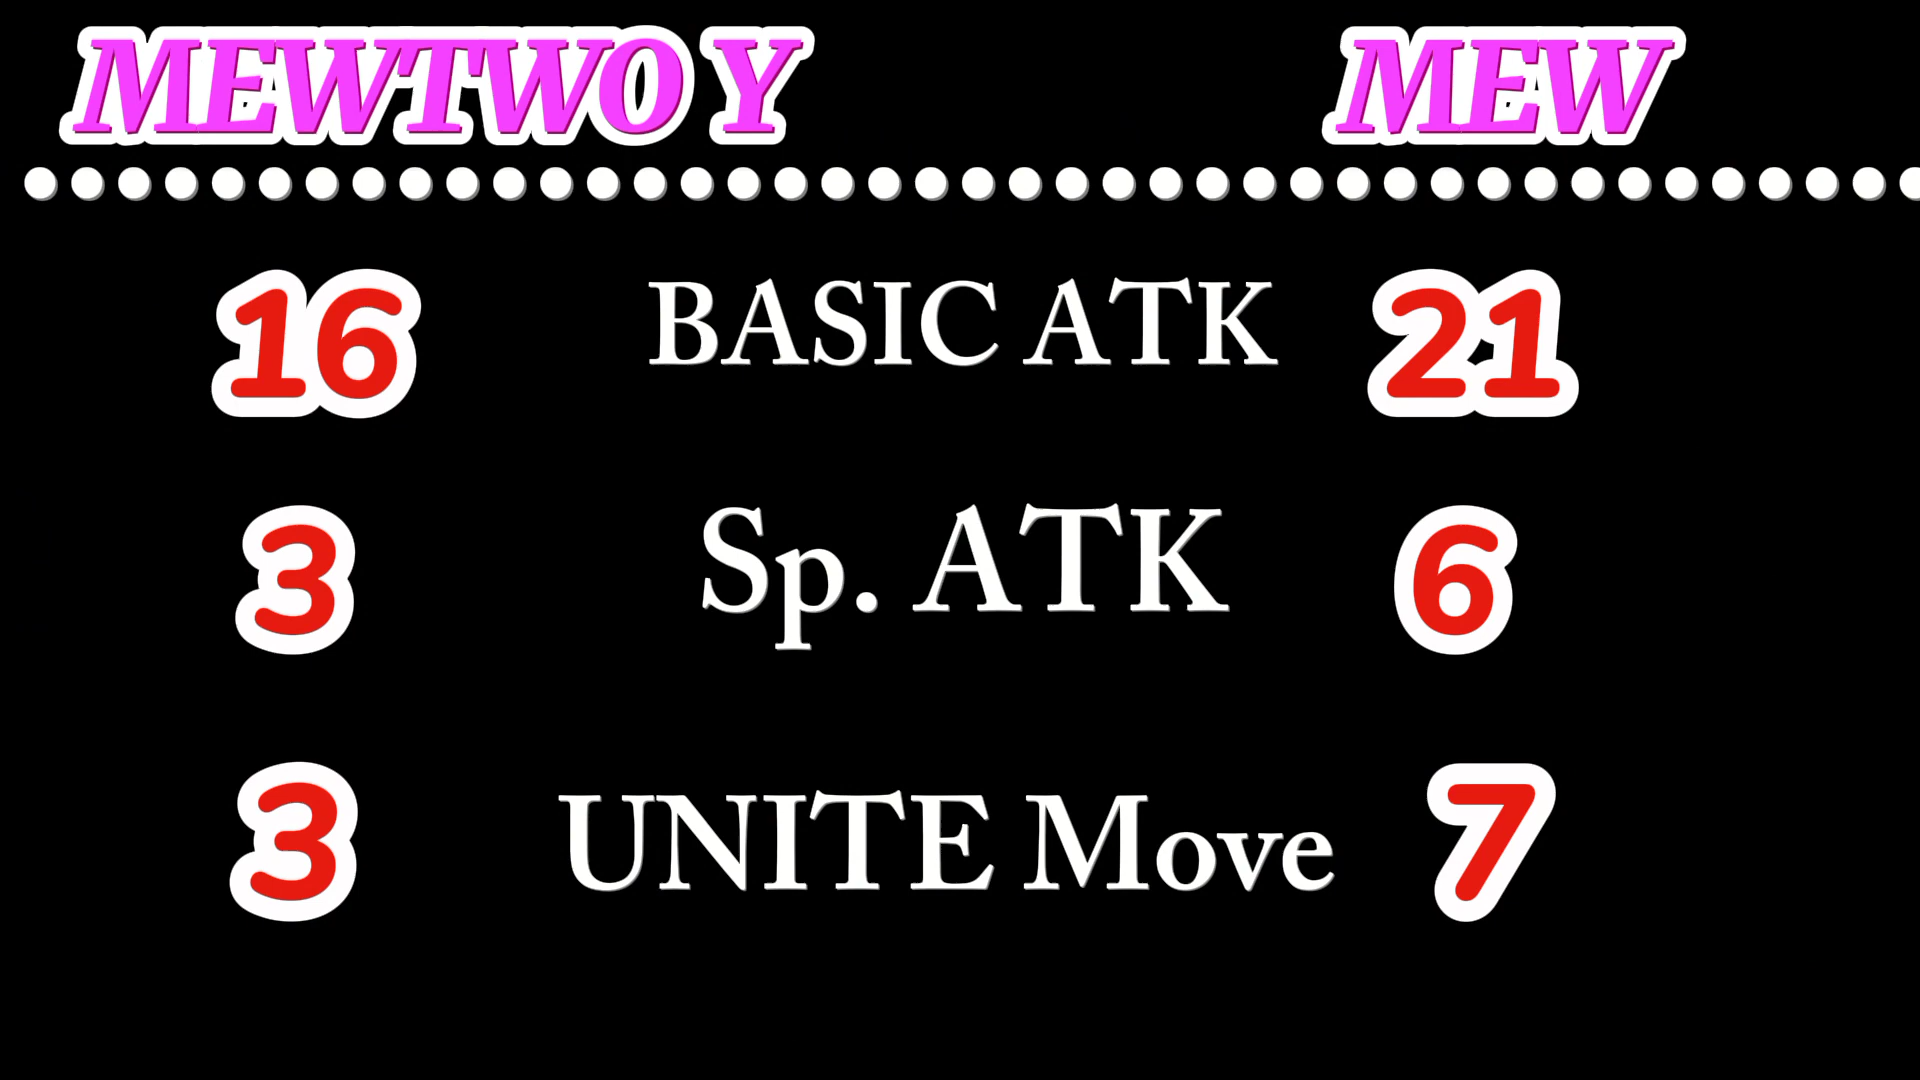 MEWTWO Y MEW
16 BASIC ATK 21
3 Sp. ATK 6
3 UNITE Move 7